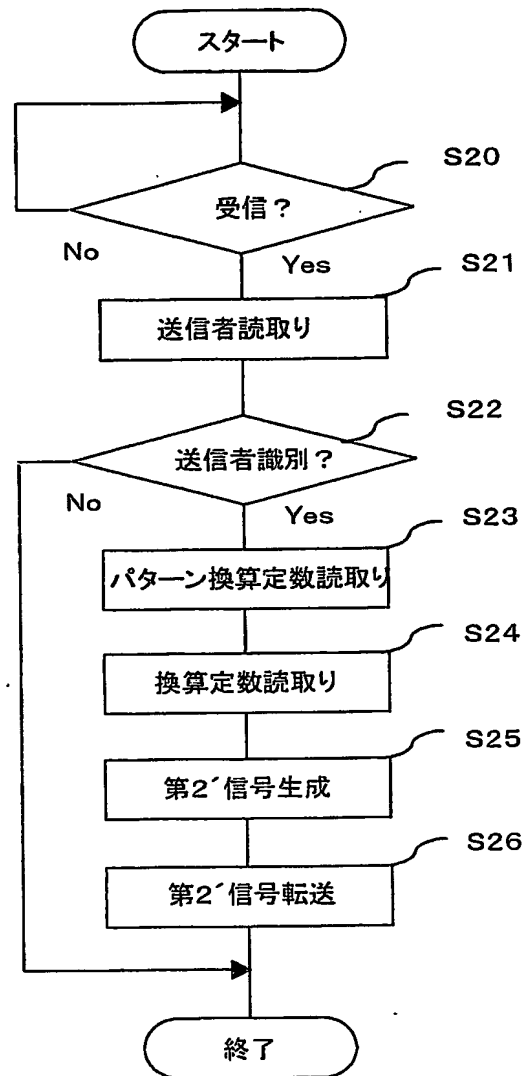 スタート
S20
受信？
No
Yes
S21
送信者読取り
S22
送信者識別？
No
Yes
S23
パターン換算定数読取り
S24
換算定数読取り
S25
第2´信号生成
S26
第2´信号転送
終了